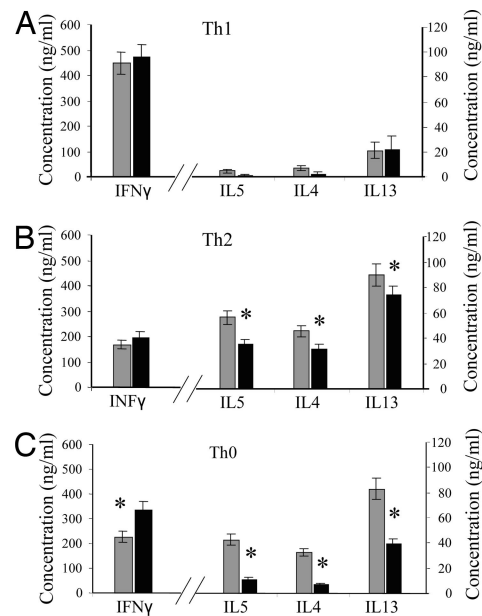 A
Th1
Concentration (ng/ml)
600
500
400
300
200
100
0
120
100
80
60
40
20
0
Concentration (ng/ml)
IFNγ
//
IL5
IL4
IL13
B
Th2
Concentration (ng/ml)
600
500
400
300
200
100
0
120
100
80
60
40
20
0
Concentration (ng/ml)
* * *
INFγ
//
IL5
IL4
IL13
C
Th0
Concentration (ng/ml)
600
500
400
300
200
100
0
120
100
80
60
40
20
0
Concentration (ng/ml)
* * * *
IFNγ
//
IL5
IL4
IL13